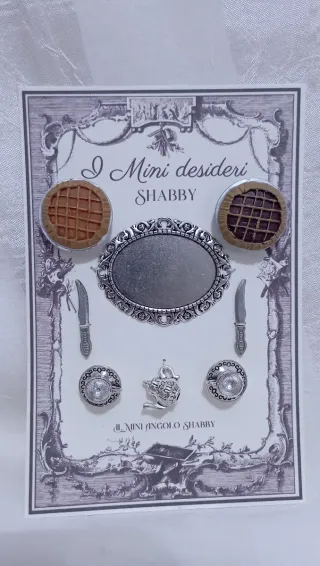 I Mini desideri
SHABBY
IL MINI ANGOLO SHABBY